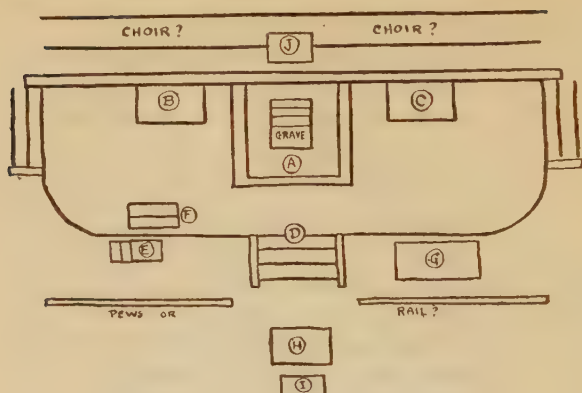 CHOIR? CHOIR?
J
B C
GRAVE
A
F D
E G
PEWS OR RAIL?
H
I